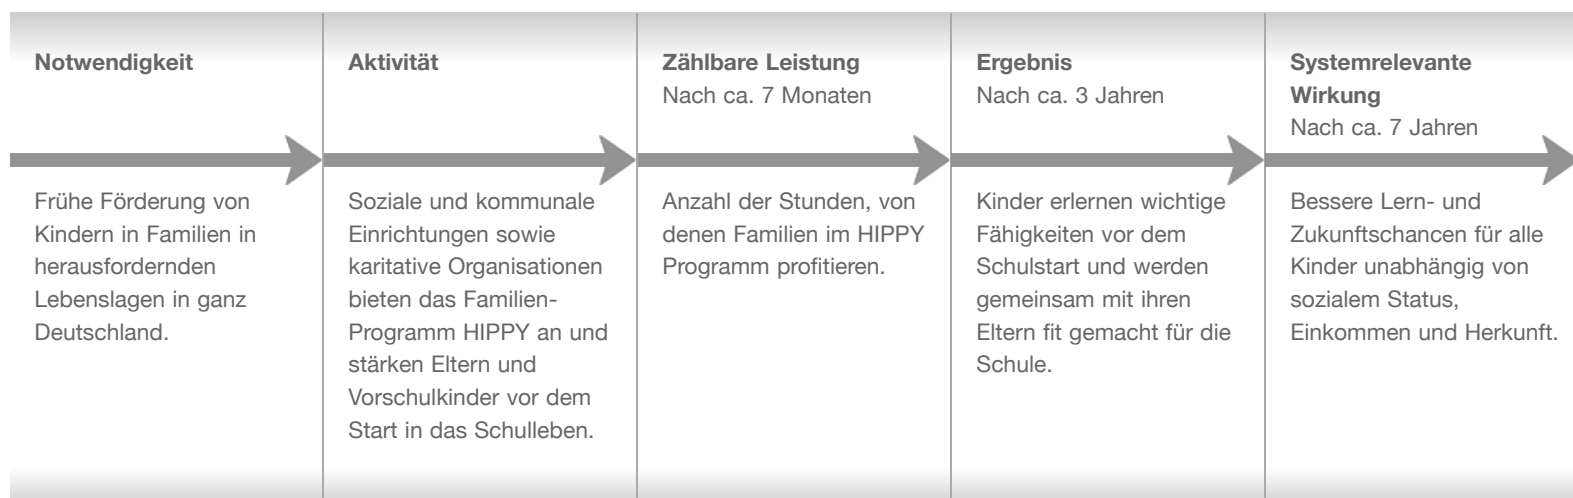 Notwendigkeit
Frühe Förderung von
Kindern in Familien in
herausfordernden
Lebenslagen in ganz
Deutschland.
Aktivität
Soziale und kommunale
Einrichtungen sowie
karitative Organisationen
bieten das Familien-
Programm HIPPY an und
stärken Eltern und
Vorschulkinder vor dem
Start in das Schulleben.
Zählbare Leistung
Nach ca. 7 Monaten
Anzahl der Stunden, von
denen Familien im HIPPY
Programm profitieren.
Ergebnis
Nach ca. 3 Jahren
Kinder erlernen wichtige
Fähigkeiten vor dem
Schulstart und werden
gemeinsam mit ihren
Eltern fit gemacht für die
Schule.
Systemrelevante
Wirkung
Nach ca. 7 Jahren
Bessere Lern- und
Zukunftschancen für alle
Kinder unabhängig von
sozialem Status,
Einkommen und Herkunft.